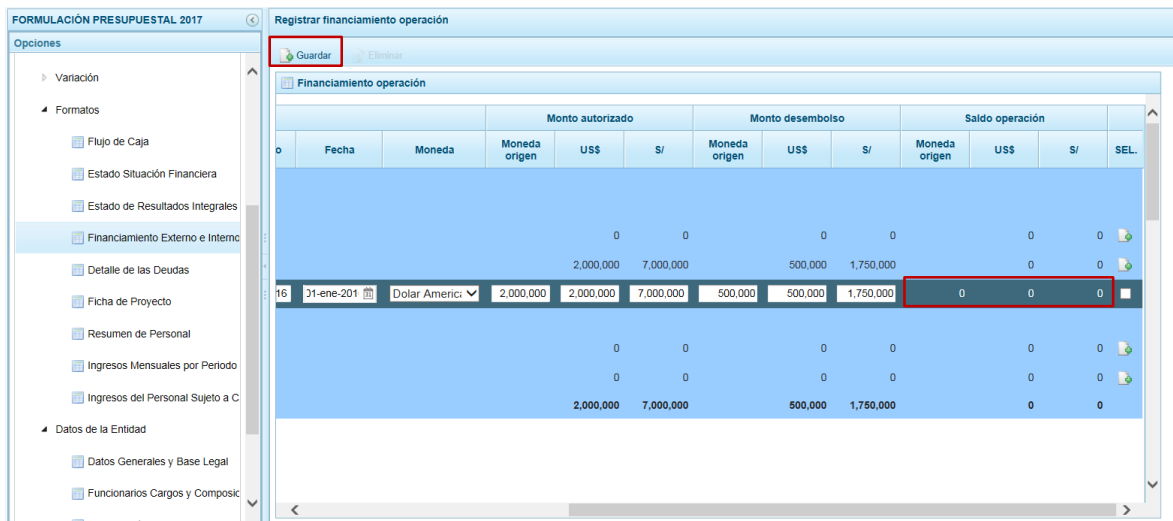 FORMULACIÓN PRESUPUESTAL 2017
Opciones
Variación
Formatos
Flujo de Caja
Estado Situación Financiera
Estado de Resultados Integrales
Financiamiento Externo e Interno
Detalle de las Deudas
Ficha de Proyecto
Resumen de Personal
Ingresos Mensuales por Periodo
Ingresos del Personal Sujeto a C
Datos de la Entidad
Datos Generales y Base Legal
Funcionarios Cargos y Composic
Registrar financiamiento operación
Guardar Eliminar
Financiamiento operación
Monto autorizado Monto desembolso Saldo operación
o Fecha Moneda Moneda origen US$ S/ Moneda origen US$ S/ Moneda origen US$ S/ SEL.
0 0 0 0 0 0
2,000,000 7,000,000 500,000 1,750,000 0 0
16 01-ene-201 Dolar America 2,000,000 2,000,000 7,000,000 500,000 500,000 1,750,000 0 0 0
0 0 0 0 0 0
0 0 0 0 0 0
2,000,000 7,000,000 500,000 1,750,000 0 0